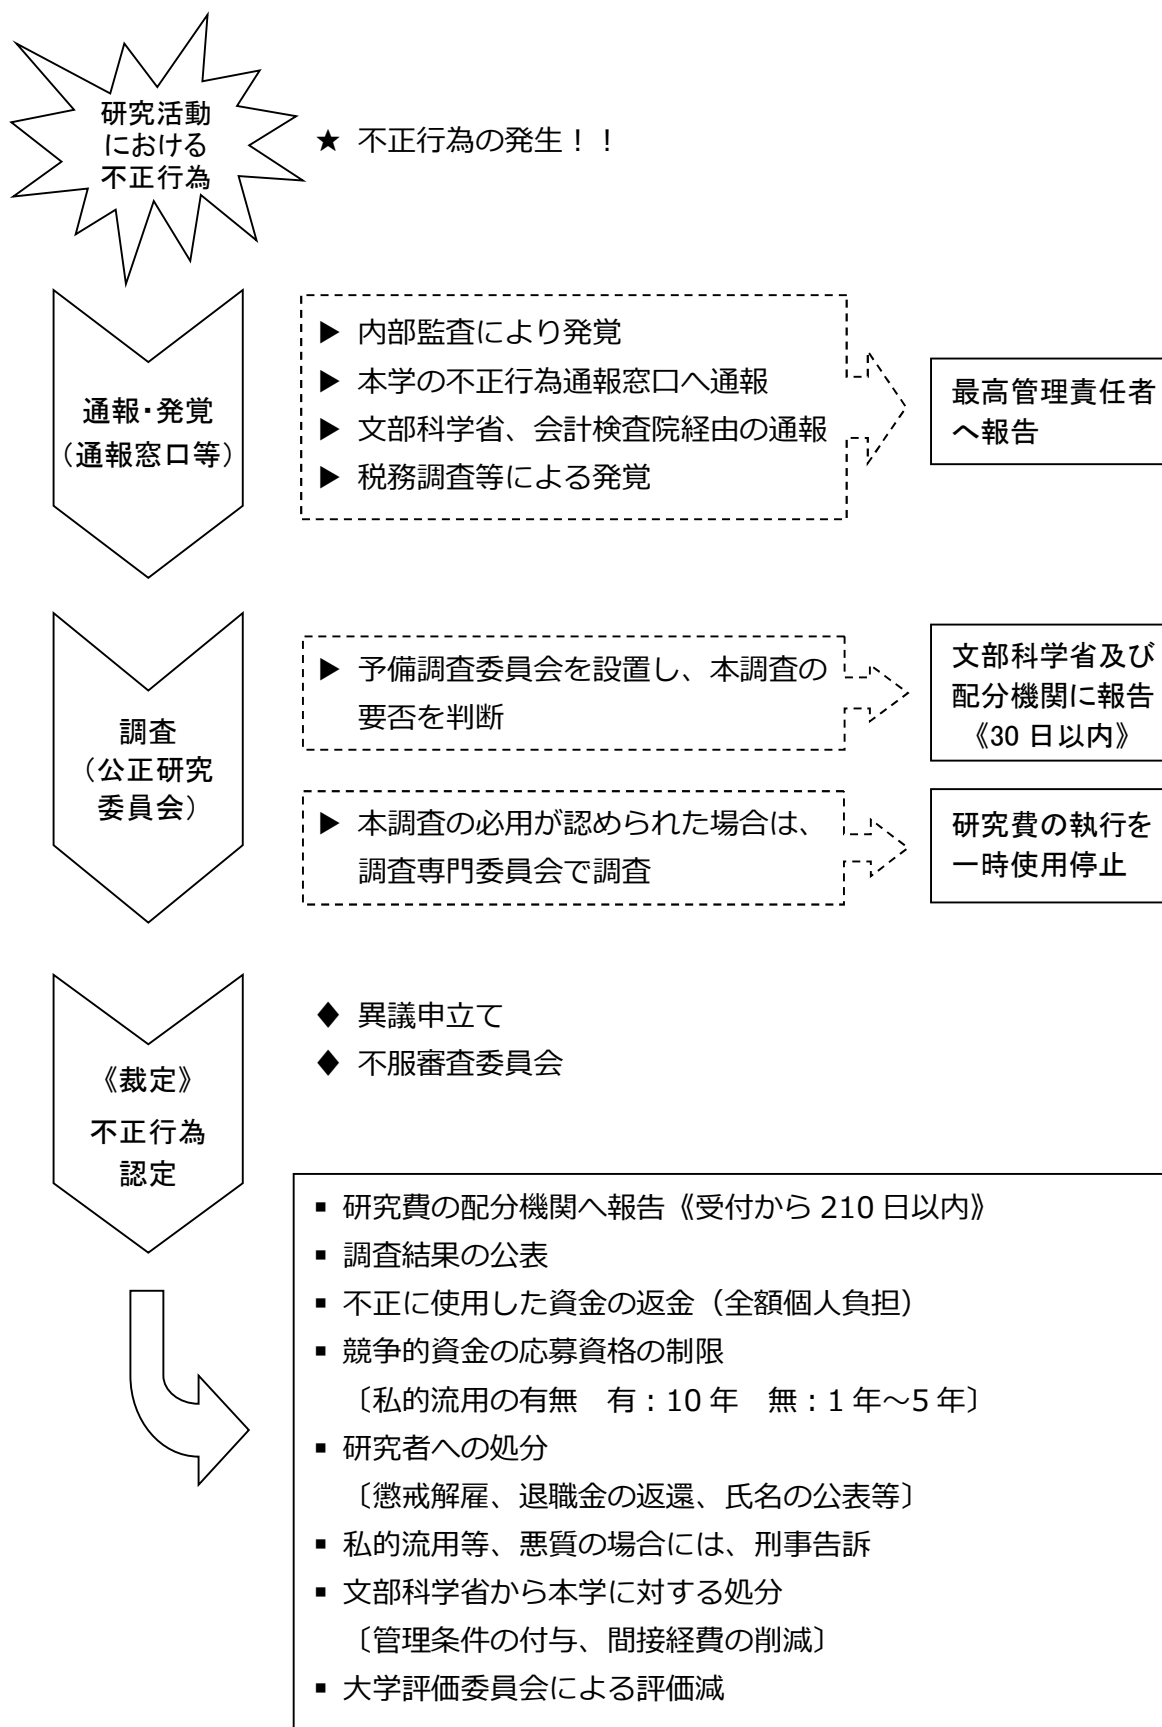 研究活動
における
不正行為
★ 不正行為の発生！！
通報・発覚
（通報窓口等）
▶ 内部監査により発覚
▶ 本学の不正行為通報窓口へ通報
▶ 文部科学省、会計検査院経由の通報
▶ 税務調査等による発覚
最高管理責任者
へ報告
調査
（公正研究
委員会）
▶ 予備調査委員会を設置し、本調査の
要否を判断
文部科学省及び
配分機関に報告
《30 日以内》
▶ 本調査の必用が認められた場合は、
調査専門委員会で調査
研究費の執行を
一時使用停止
《裁定》
不正行為
認定
◆ 異議申立て
◆ 不服審査委員会
▪ 研究費の配分機関へ報告《受付から 210 日以内》
▪ 調査結果の公表
▪ 不正に使用した資金の返金（全額個人負担）
▪ 競争的資金の応募資格の制限
〔私的流用の有無　有：10 年　無：1 年～5 年〕
▪ 研究者への処分
〔懲戒解雇、退職金の返還、氏名の公表等〕
▪ 私的流用等、悪質の場合には、刑事告訴
▪ 文部科学省から本学に対する処分
〔管理条件の付与、間接経費の削減〕
▪ 大学評価委員会による評価減